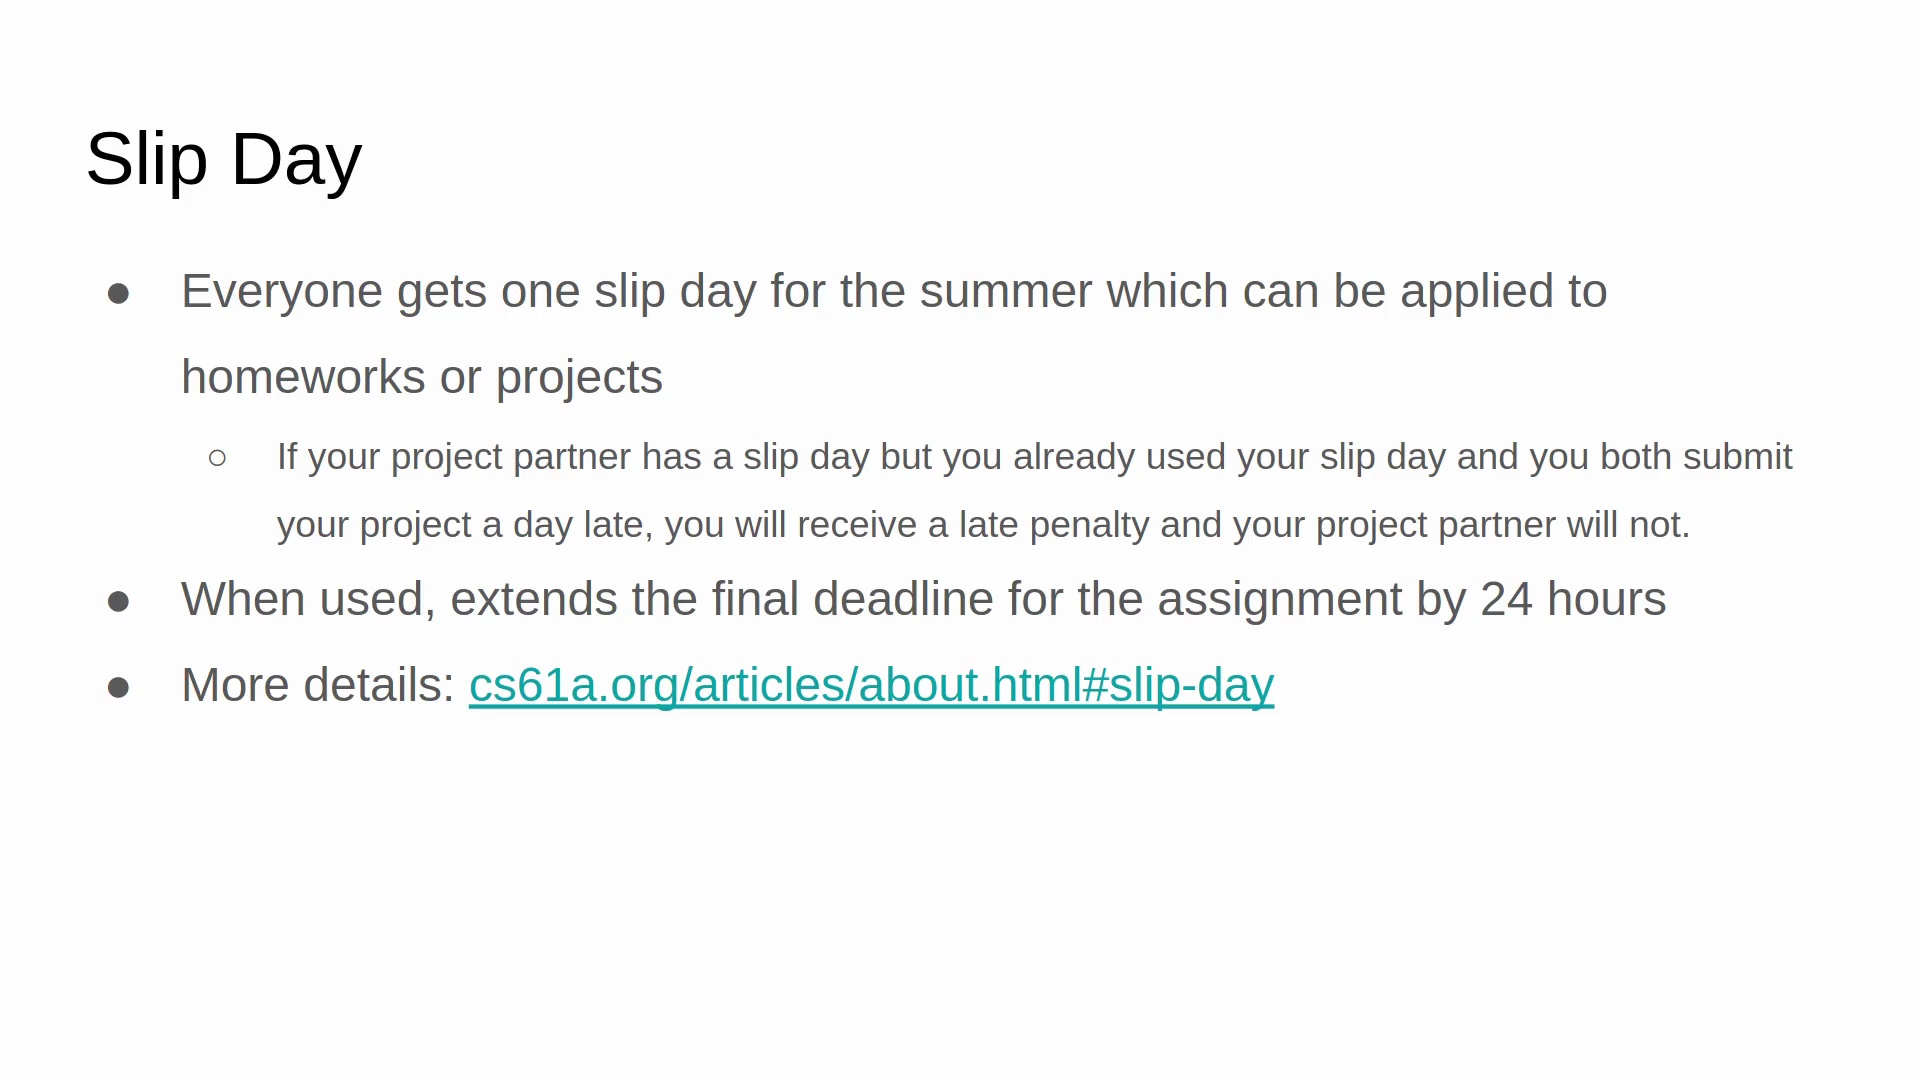 Slip Day
● Everyone gets one slip day for the summer which can be applied to
homeworks or projects
○ If your project partner has a slip day but you already used your slip day and you both submit
your project a day late, you will receive a late penalty and your project partner will not.
● When used, extends the final deadline for the assignment by 24 hours
● More details: cs61a.org/articles/about.html#slip-day